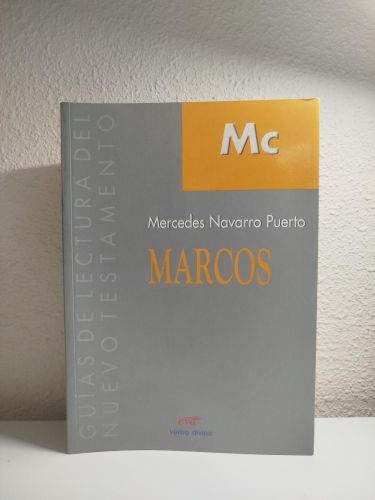 Mc
Mercedes Navarro Puerto
MARCOS
GUÍAS DE LECTURA DEL
NUEVO TESTAMENTO
evd
verbo divino